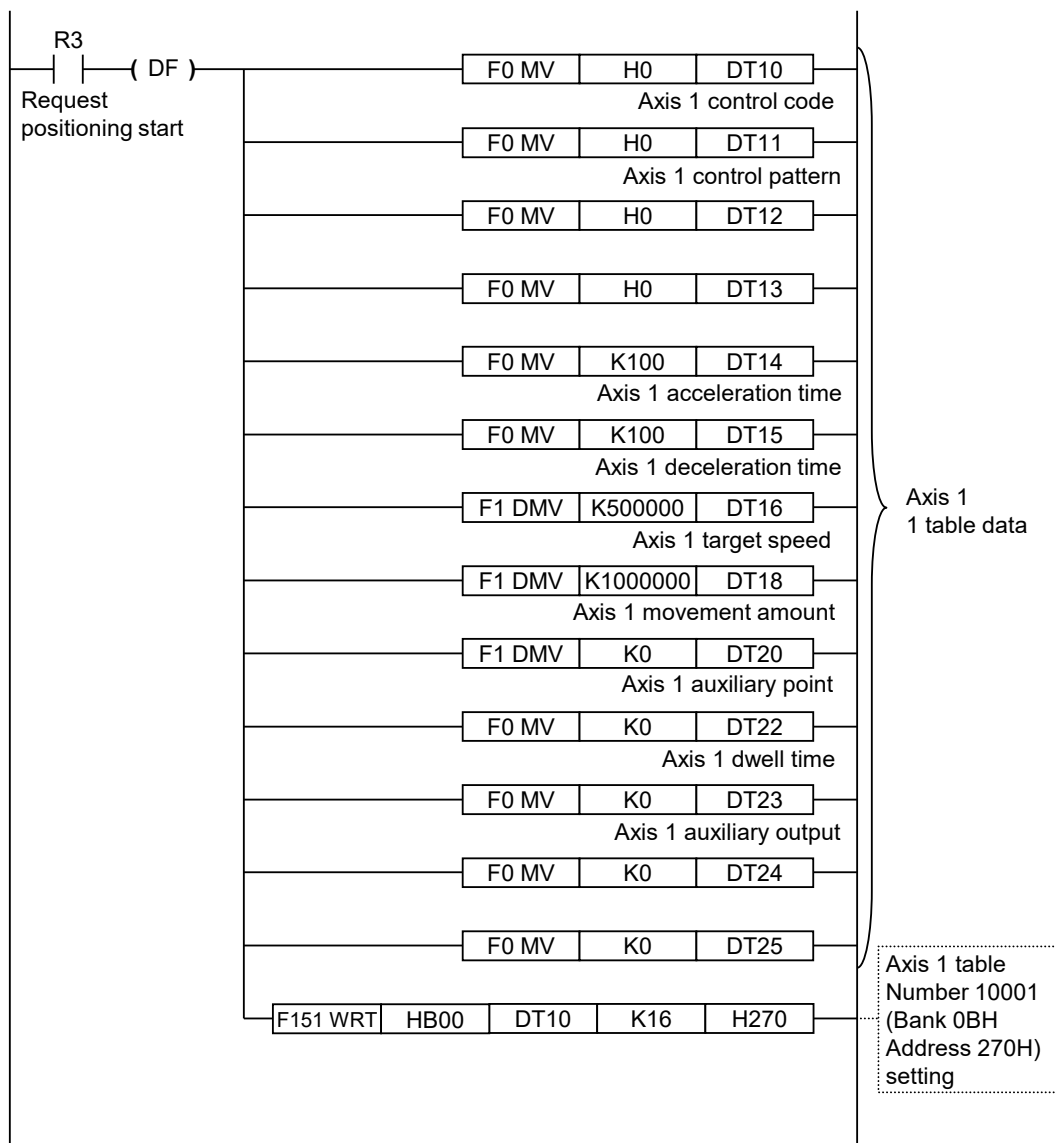 R3
( DF )
Request
positioning start
F0 MV H0 DT10
Axis 1 control code
F0 MV H0 DT11
Axis 1 control pattern
F0 MV H0 DT12
F0 MV H0 DT13
F0 MV K100 DT14
Axis 1 acceleration time
F0 MV K100 DT15
Axis 1 deceleration time
F1 DMV K500000 DT16
Axis 1 target speed
F1 DMV K1000000 DT18
Axis 1 movement amount
F1 DMV K0 DT20
Axis 1 auxiliary point
F0 MV K0 DT22
Axis 1 dwell time
F0 MV K0 DT23
Axis 1 auxiliary output
F0 MV K0 DT24
F0 MV K0 DT25
F151 WRT HB00 DT10 K16 H270
Axis 1
1 table data
Axis 1 table
Number 10001
(Bank 0BH
Address 270H)
setting